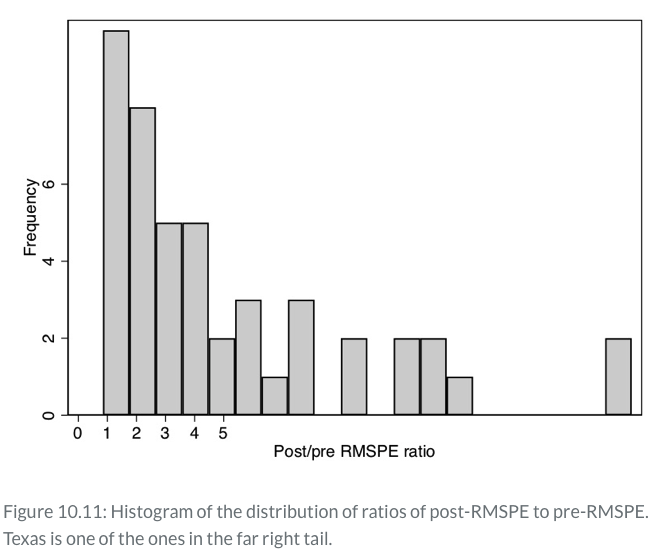 Frequency
6
4
2
0
0 1 2 3 4 5
Post/pre RMSPE ratio
Figure 10.11: Histogram of the distribution of ratios of post-RMSPE to pre-RMSPE.
Texas is one of the ones in the far right tail.